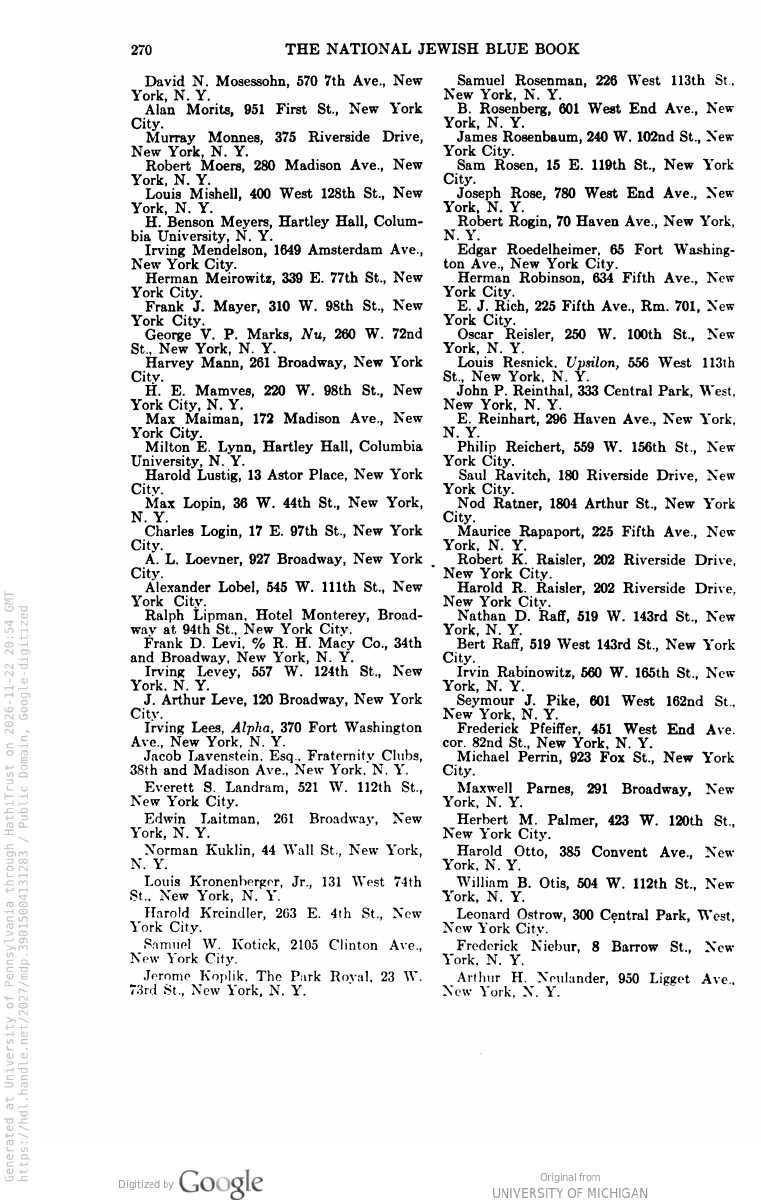 270 THE NATIONAL JEWISH BLUE BOOK
David N. Mosessohn, 570 7th Ave., New
York, N. Y.
Alan Morits, 951 First St., New York
City.
Murray Monnes, 375 Riverside Drive,
New York, N. Y.
Robert Moers, 280 Madison Ave., New
York, N. Y.
Louis Mishell, 400 West 128th St., New
York, N. Y.
H. Benson Meyers, Hartley Hall, Colum-
bia University, N. Y.
Irving Mendelson, 1649 Amsterdam Ave.,
New York City.
Herman Meirowitz, 339 E. 77th St., New
York City.
Frank J. Mayer, 310 W. 98th St., New
York City.
George V. P. Marks, Nu, 260 W. 72nd
St., New York, N. Y.
Harvey Mann, 261 Broadway, New York
City.
H. E. Mamves, 220 W. 98th St., New
York City, N. Y.
Max Maiman, 172 Madison Ave., New
York City.
Milton E. Lynn, Hartley Hall, Columbia
University, N. Y.
Harold Lustig, 13 Astor Place, New York
City.
Max Lopin, 36 W. 44th St., New York,
N. Y.
Charles Login, 17 E. 97th St., New York
City.
A. L. Loevner, 927 Broadway, New York
City.
Alexander Lobel, 545 W. 111th St., New
York City.
Ralph Lipman, Hotel Monterey, Broad-
way at 94th St., New York City.
Frank D. Levi, % R. H. Macy Co., 34th
and Broadway, New York, N. Y.
Irving Levey, 557 W. 124th St., New
York, N. Y.
J. Arthur Leve, 120 Broadway, New York
City.
Irving Lees, Alpha, 370 Fort Washington
Ave., New York, N. Y.
Jacob Lavenstein, Esq., Fraternity Clubs,
38th and Madison Ave., New York, N. Y.
Everett S. Landram, 521 W. 112th St.,
New York City.
Edwin Laitman, 261 Broadway, New
York, N. Y.
Norman Kuklin, 44 Wall St., New York,
N. Y.
Louis Kronenberger, Jr., 131 West 74th
St., New York, N. Y.
Harold Kreindler, 263 E. 4th St., New
York City.
Samuel W. Kotick, 2105 Clinton Ave.,
New York City.
Jerome Koplik, The Park Royal, 23 W.
73rd St., New York, N. Y.
Samuel Rosenman, 226 West 113th St.,
New York, N. Y.
B. Rosenberg, 601 West End Ave., New
York, N. Y.
James Rosenbaum, 240 W. 102nd St., New
York City.
Sam Rosen, 15 E. 119th St., New York
City.
Joseph Rose, 780 West End Ave., New
York, N. Y.
Robert Rogin, 70 Haven Ave., New York,
N. Y.
Edgar Roedelheimer, 65 Fort Washing-
ton Ave., New York City.
Herman Robinson, 634 Fifth Ave., New
York City.
E. J. Rich, 225 Fifth Ave., Rm. 701, New
York City.
Oscar Reisler, 250 W. 100th St., New
York, N. Y.
Louis Resnick, Upsilon, 556 West 113th
St., New York, N. Y.
John P. Reinthal, 333 Central Park, West,
New York, N. Y.
E. Reinhart, 296 Haven Ave., New York,
N. Y.
Philip Reichert, 559 W. 156th St., New
York City.
Saul Ravitch, 180 Riverside Drive, New
York City.
Nod Ratner, 1804 Arthur St., New York
City.
Maurice Rapaport, 225 Fifth Ave., New
York, N. Y.
Robert K. Raisler, 202 Riverside Drive,
New York City.
Harold R. Raisler, 202 Riverside Drive,
New York City.
Nathan D. Raff, 519 W. 143rd St., New
York, N. Y.
Bert Raff, 519 West 143rd St., New York
City.
Irvin Rabinowitz, 560 W. 165th St., New
York, N. Y.
Seymour J. Pike, 601 West 162nd St.,
New York, N. Y.
Frederick Pfeiffer, 451 West End Ave.
cor. 82nd St., New York, N. Y.
Michael Perrin, 923 Fox St., New York
City.
Maxwell Parnes, 291 Broadway, New
York, N. Y.
Herbert M. Palmer, 423 W. 120th St.,
New York City.
Harold Otto, 385 Convent Ave., New
York, N. Y.
William B. Otis, 504 W. 112th St., New
York, N. Y.
Leonard Ostrow, 300 Central Park, West,
New York City.
Frederick Niebur, 8 Barrow St., New
York, N. Y.
Arthur H. Neulander, 950 Ligget Ave.,
New York, N. Y.
Generated at University of Pennsylvania through HathiTrust on 2026-11-22 20:54 GMT
https://hdl.handle.net/2027/mdp.39015004131283 / Public Domain, Google-digitized
Digitized by Google
Original from
UNIVERSITY OF MICHIGAN